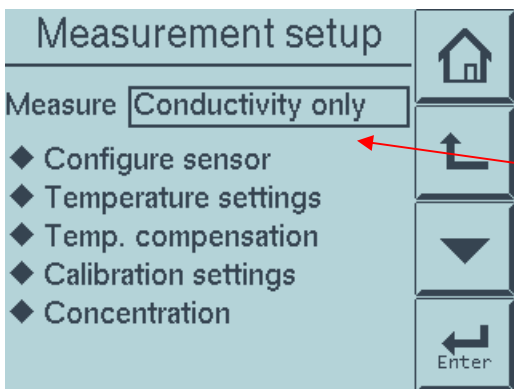 Measurement setup
Measure Conductivity only
Configure sensor
Temperature settings
Temp. compensation
Calibration settings
Concentration
Enter